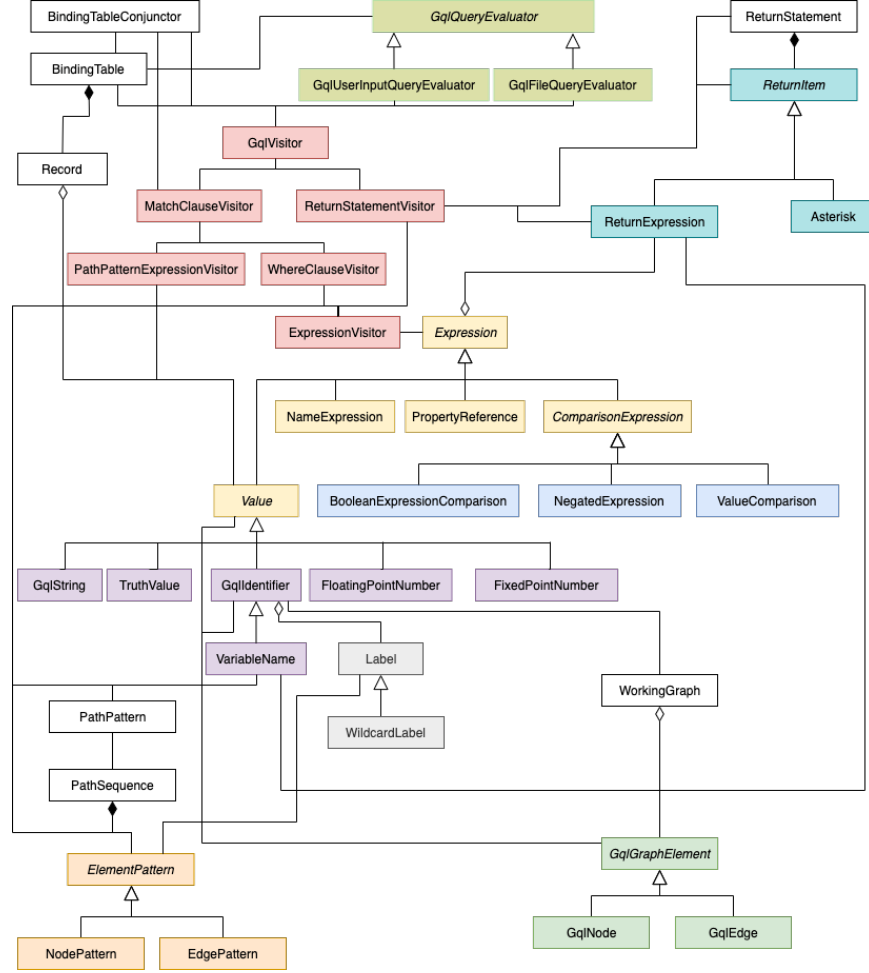 BindingTableConjunctor
GqlQueryEvaluator
ReturnStatement
BindingTable
GqlUserInputQueryEvaluator
GqlFileQueryEvaluator
ReturnItem
GqlVisitor
Record
MatchClauseVisitor
ReturnStatementVisitor
ReturnExpression
Asterisk
PathPatternExpressionVisitor
WhereClauseVisitor
ExpressionVisitor
Expression
NameExpression
PropertyReference
ComparisonExpression
Value
BooleanExpressionComparison
NegatedExpression
ValueComparison
GqlString
TruthValue
GqlIdentifier
FloatingPointNumber
FixedPointNumber
VariableName
Label
WorkingGraph
PathPattern
WildcardLabel
PathSequence
ElementPattern
GqlGraphElement
GqlNode
GqlEdge
NodePattern
EdgePattern